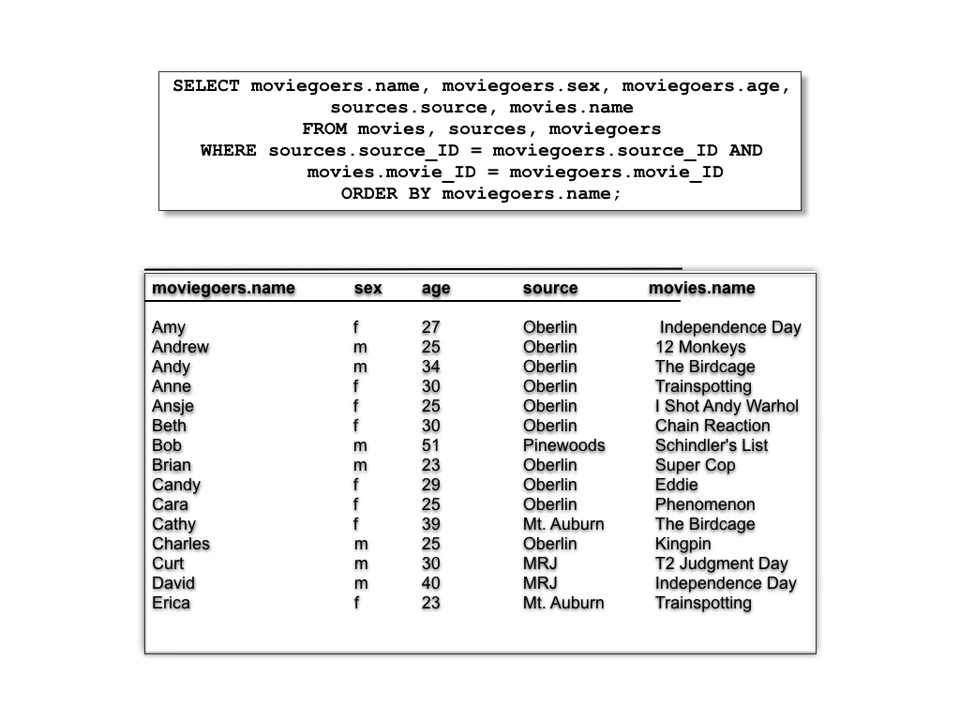 SELECT moviegoers.name, moviegoers.sex, moviegoers.age,
sources.source, movies.name
FROM movies, sources, moviegoers
WHERE sources.source_ID = moviegoers.source_ID AND
movies.movie_ID = moviegoers.movie_ID
ORDER BY moviegoers.name;
moviegoers.name sex age source movies.name
Amy f 27 Oberlin Independence Day
Andrew m 25 Oberlin 12 Monkeys
Andy m 34 Oberlin The Birdcage
Anne f 30 Oberlin Trainspotting
Ansje f 25 Oberlin I Shot Andy Warhol
Beth f 30 Oberlin Chain Reaction
Bob m 51 Pinewoods Schindler's List
Brian m 23 Oberlin Super Cop
Candy f 29 Oberlin Eddie
Cara f 25 Oberlin Phenomenon
Cathy f 39 Mt. Auburn The Birdcage
Charles m 25 Oberlin Kingpin
Curt m 30 MRJ T2 Judgment Day
David m 40 MRJ Independence Day
Erica f 23 Mt. Auburn Trainspotting